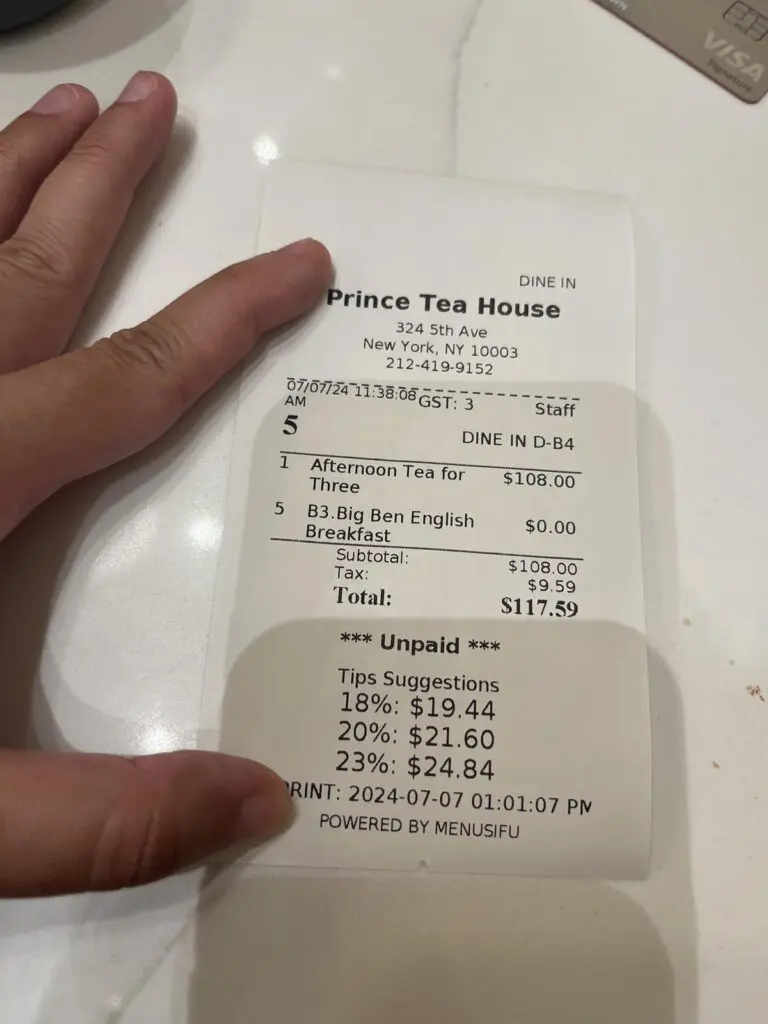 VISA
Signature
DINE IN
Prince Tea House
324 5th Ave
New York, NY 10003
212-419-9152
07/07/24 11:38:08 GST: 3 Staff
AM
5 DINE IN D-B4
1 Afternoon Tea for $108.00
Three
5 B3.Big Ben English $0.00
Breakfast
Subtotal: $108.00
Tax: $9.59
Total: $117.59
*** Unpaid ***
Tips Suggestions
18%: $19.44
20%: $21.60
23%: $24.84
PRINT: 2024-07-07 01:01:07 PM
POWERED BY MENUSIFU